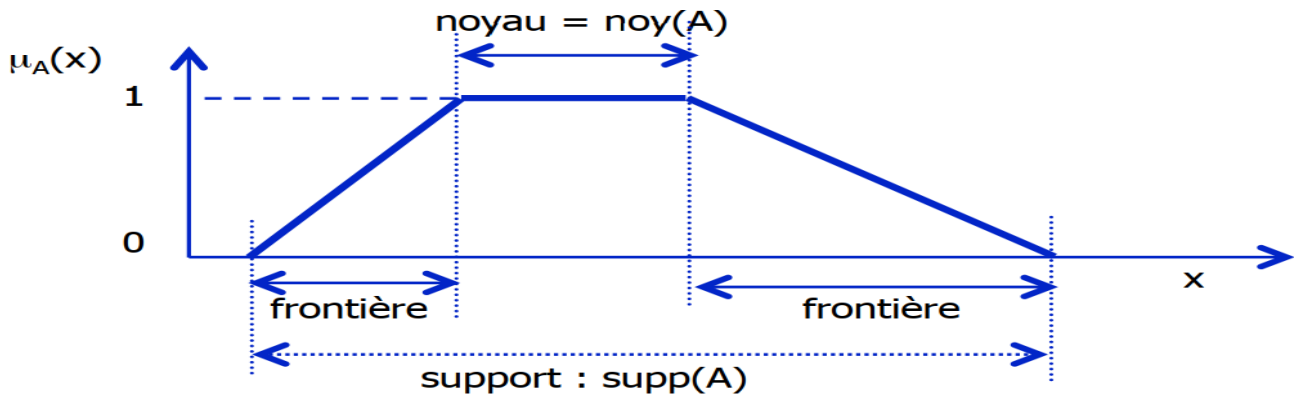 noyau = noy(A)
μA(x)
1
0
x
frontière
frontière
support : supp(A)